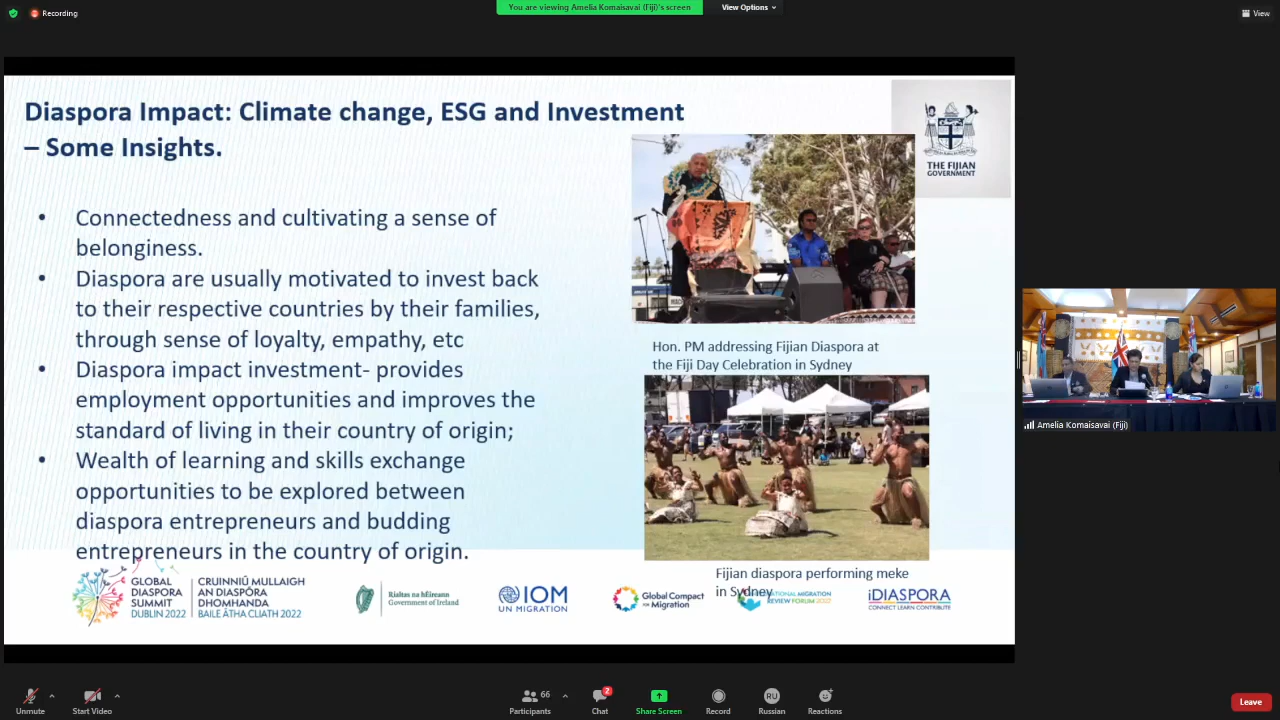 Recording
You are viewing Amelia Komaisavai (Fiji)'s screen
View Options
View
Diaspora Impact: Climate change, ESG and Investment
– Some Insights.
THE FIJIAN
GOVERNMENT
• Connectedness and cultivating a sense of
belonginess.
• Diaspora are usually motivated to invest back
to their respective countries by their families,
through sense of loyalty, empathy, etc
• Diaspora impact investment- provides
employment opportunities and improves the
standard of living in their country of origin;
• Wealth of learning and skills exchange
opportunities to be explored between
diaspora entrepreneurs and budding
entrepreneurs in the country of origin.
Hon. PM addressing Fijian Diaspora at
the Fiji Day Celebration in Sydney
Fijian diaspora performing meke
in Sydney
Amelia Komaisavai (Fiji)
GLOBAL
DIASPORA
SUMMIT
DUBLIN 2022
CRUINNIÚ MULLAIGH
AN DIASPÓRA
DHOMHANDA
BAILE ÁTHA CLIATH 2022
Rialtas na hÉireann
Government of Ireland
IOM
UN MIGRATION
Global Compact
for Migration
MIGRATION
REVIEW FORUM 2022
iDIASPORA
CONNECT LEARN CONTRIBUTE
Unmute
Start Video
66
Participants
2
Chat
Share Screen
Record
RU
Russian
Reactions
Leave